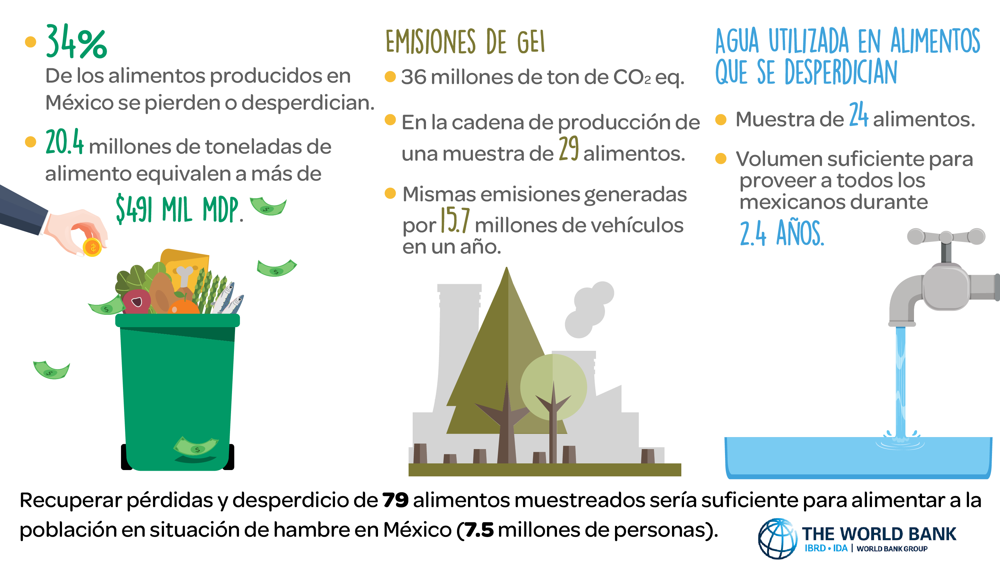 34%
De los alimentos producidos en
México se pierden o desperdician.
20.4 millones de toneladas de
alimento equivalen a más de
$491 MIL MDP.
EMISIONES DE GEI
36 millones de ton de CO₂ eq.
En la cadena de producción de
una muestra de 29 alimentos.
Mismas emisiones generadas
por 15.7 millones de vehículos
en un año.
AGUA UTILIZADA EN ALIMENTOS
QUE SE DESPERDICIAN
Muestra de 24 alimentos.
Volumen suficiente para
proveer a todos los
mexicanos durante
2.4 AÑOS.
Recuperar pérdidas y desperdicio de 79 alimentos muestreados sería suficiente para alimentar a la
población en situación de hambre en México (7.5 millones de personas).
THE WORLD BANK
IBRD • IDA | WORLD BANK GROUP